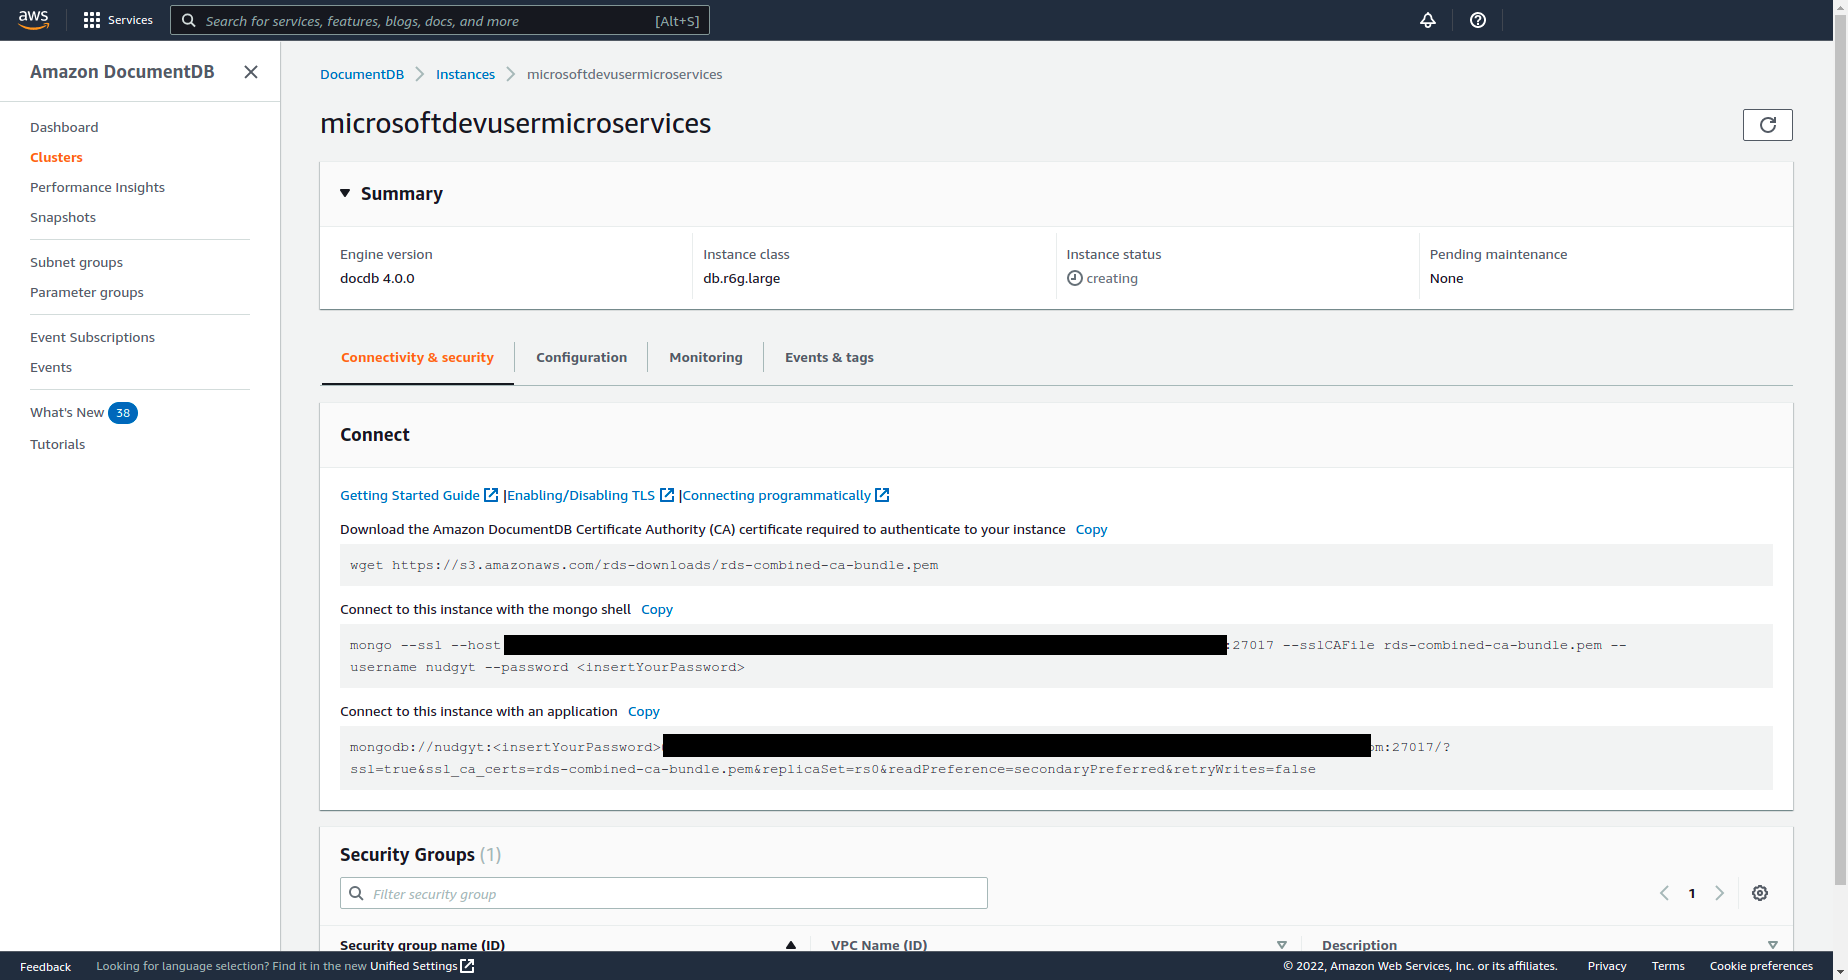 aws Services Search for services, features, blogs, docs, and more [Alt+S]
Amazon DocumentDB
Dashboard
Clusters
Performance Insights
Snapshots
Subnet groups
Parameter groups
Event Subscriptions
Events
What's New 38
Tutorials
DocumentDB Instances microsoftdevusermicroservices
microsoftdevusermicroservices
Summary
Engine version Instance class Instance status Pending maintenance
docdb 4.0.0 db.r6g.large creating None
Connectivity & security Configuration Monitoring Events & tags
Connect
Getting Started Guide |Enabling/Disabling TLS |Connecting programmatically
Download the Amazon DocumentDB Certificate Authority (CA) certificate required to authenticate to your instance Copy
wget https://s3.amazonaws.com/rds-downloads/rds-combined-ca-bundle.pem
Connect to this instance with the mongo shell Copy
mongo --ssl --host :27017 --sslCAFile rds-combined-ca-bundle.pem --
username nudgyt --password <insertYourPassword>
Connect to this instance with an application Copy
mongodb://nudgyt:<insertYourPassword> om:27017/?
ssl=true&ssl_ca_certs=rds-combined-ca-bundle.pem&replicaSet=rs0&readPreference=secondaryPreferred&retryWrites=false
Security Groups (1)
Filter security group 1
Security group name (ID) VPC Name (ID) Description
Feedback Looking for language selection? Find it in the new Unified Settings © 2022, Amazon Web Services, Inc. or its affiliates. Privacy Terms Cookie preferences